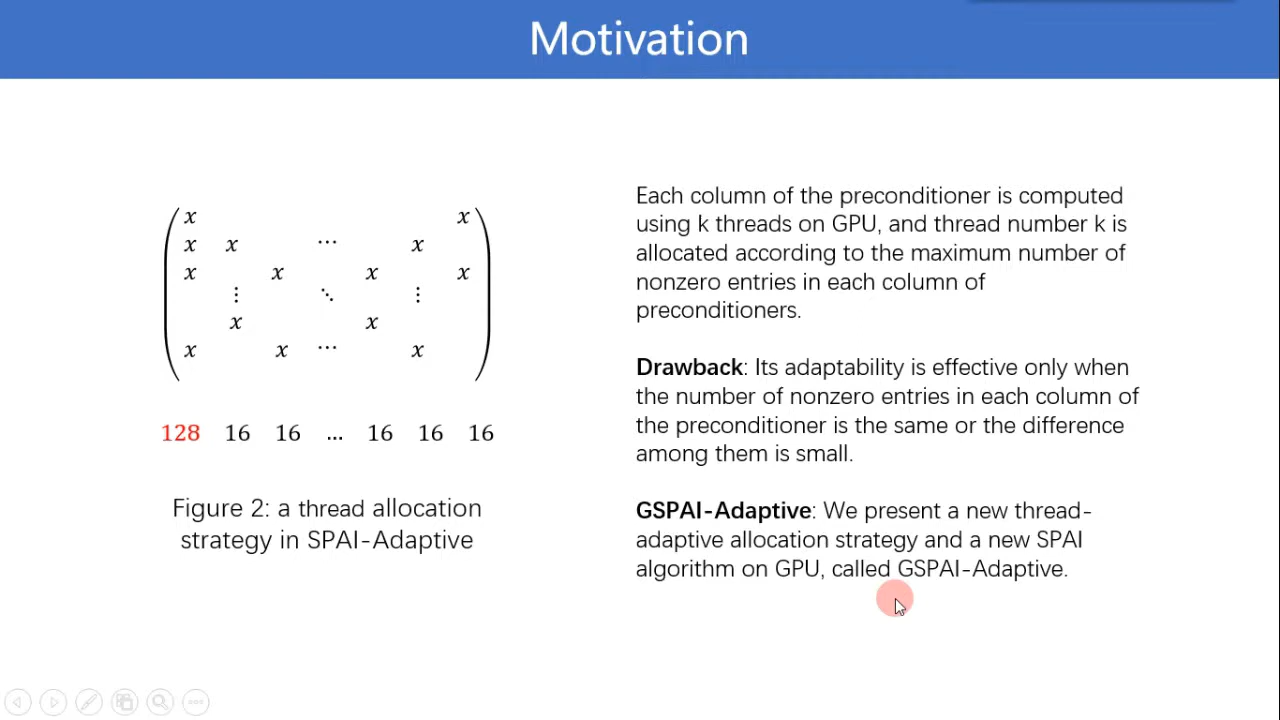 Motivation
x x
x x ⋯ x
x x x x
⋮ ⋱ ⋮
x x
x x ⋯ x
128 16 16 ... 16 16 16
Figure 2: a thread allocation
strategy in SPAI-Adaptive
Each column of the preconditioner is computed
using k threads on GPU, and thread number k is
allocated according to the maximum number of
nonzero entries in each column of
preconditioners.
Drawback: Its adaptability is effective only when
the number of nonzero entries in each column of
the preconditioner is the same or the difference
among them is small.
GSPAI-Adaptive: We present a new thread-
adaptive allocation strategy and a new SPAI
algorithm on GPU, called GSPAI-Adaptive.